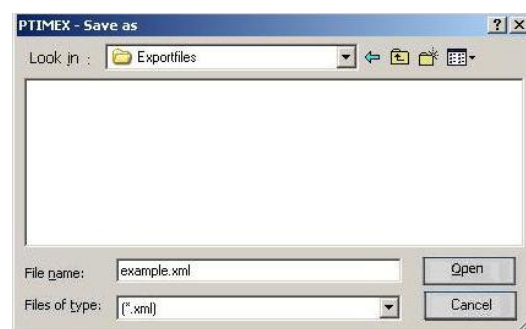 PTIMEX - Save as
Look in : Exportfiles
File name: example.xml Open
Files of type: (*.xml) Cancel